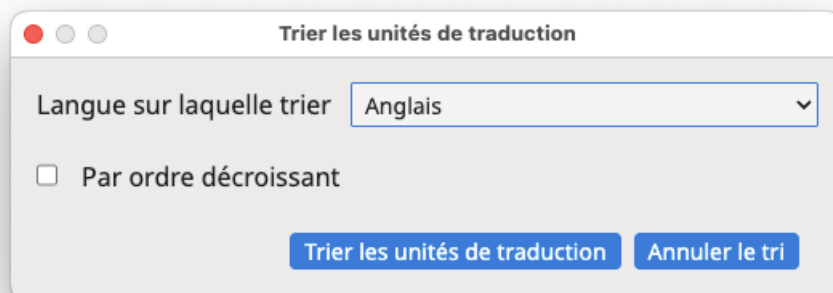 Trier les unités de traduction
Langue sur laquelle trier Anglais
Par ordre décroissant
Trier les unités de traduction Annuler le tri